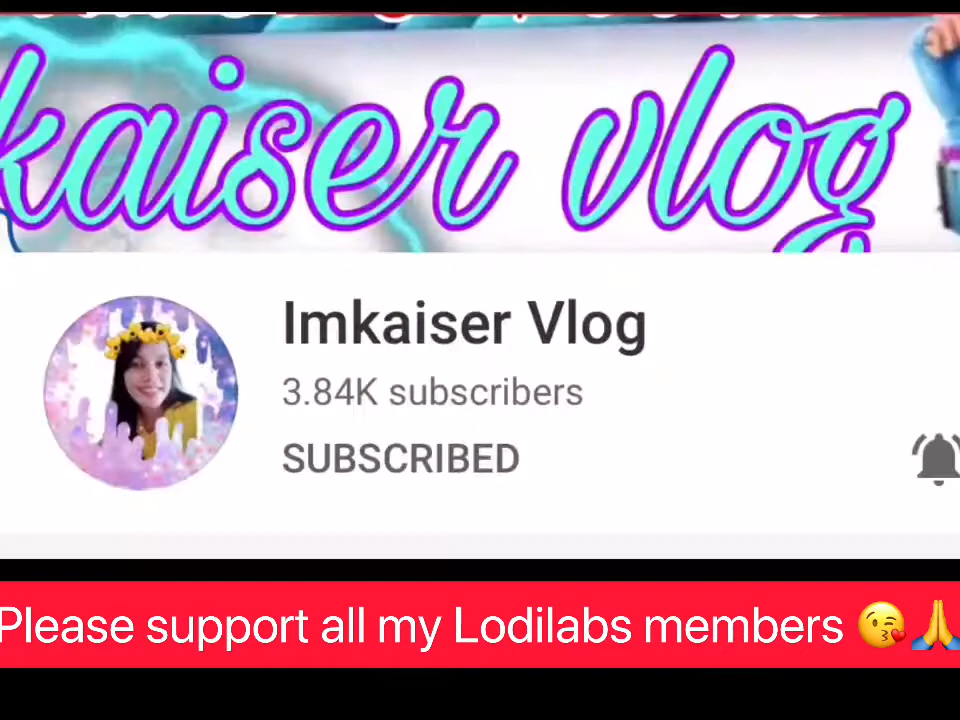 kaiser vlog
Imkaiser Vlog
3.84K subscribers
SUBSCRIBED
Please support all my Lodilabs members 😘🙏